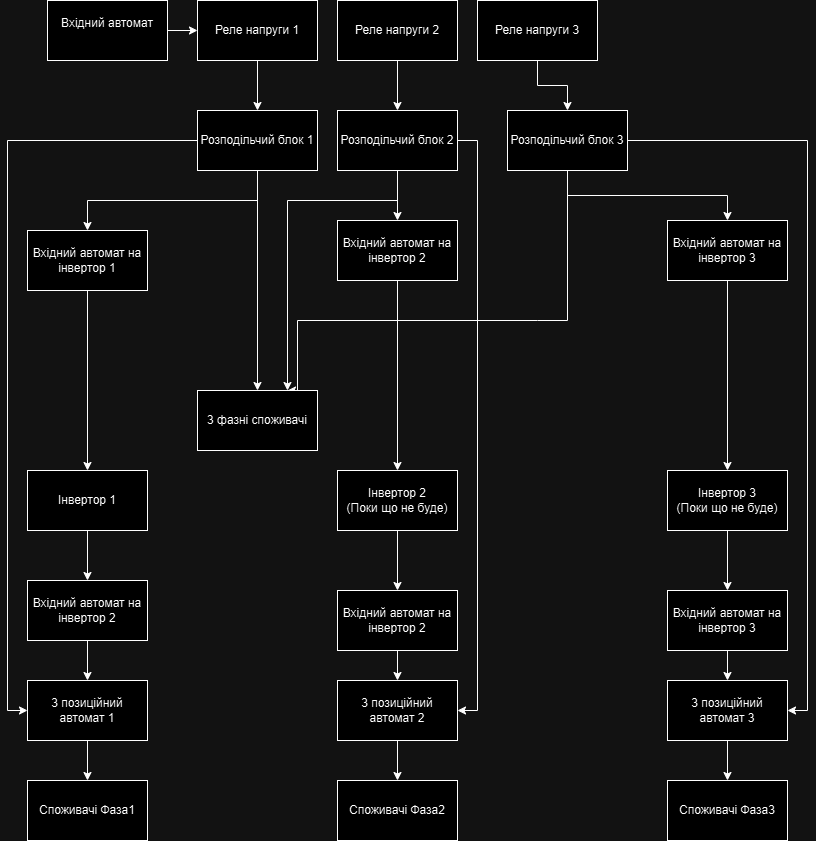 Вхідний автомат
Реле напруги 1
Реле напруги 2
Реле напруги 3
Розподільчий блок 1
Розподільчий блок 2
Розподільчий блок 3
Вхідний автомат на
інвертор 1
Вхідний автомат на
інвертор 2
Вхідний автомат на
інвертор 3
3 фазні споживачі
Інвертор 1
Інвертор 2
(Поки що не буде)
Інвертор 3
(Поки що не буде)
Вхідний автомат на
інвертор 2
Вхідний автомат на
інвертор 2
Вхідний автомат на
інвертор 3
3 позиційний
автомат 1
3 позиційний
автомат 2
3 позиційний
автомат 3
Споживачі Фаза1
Споживачі Фаза2
Споживачі Фаза3